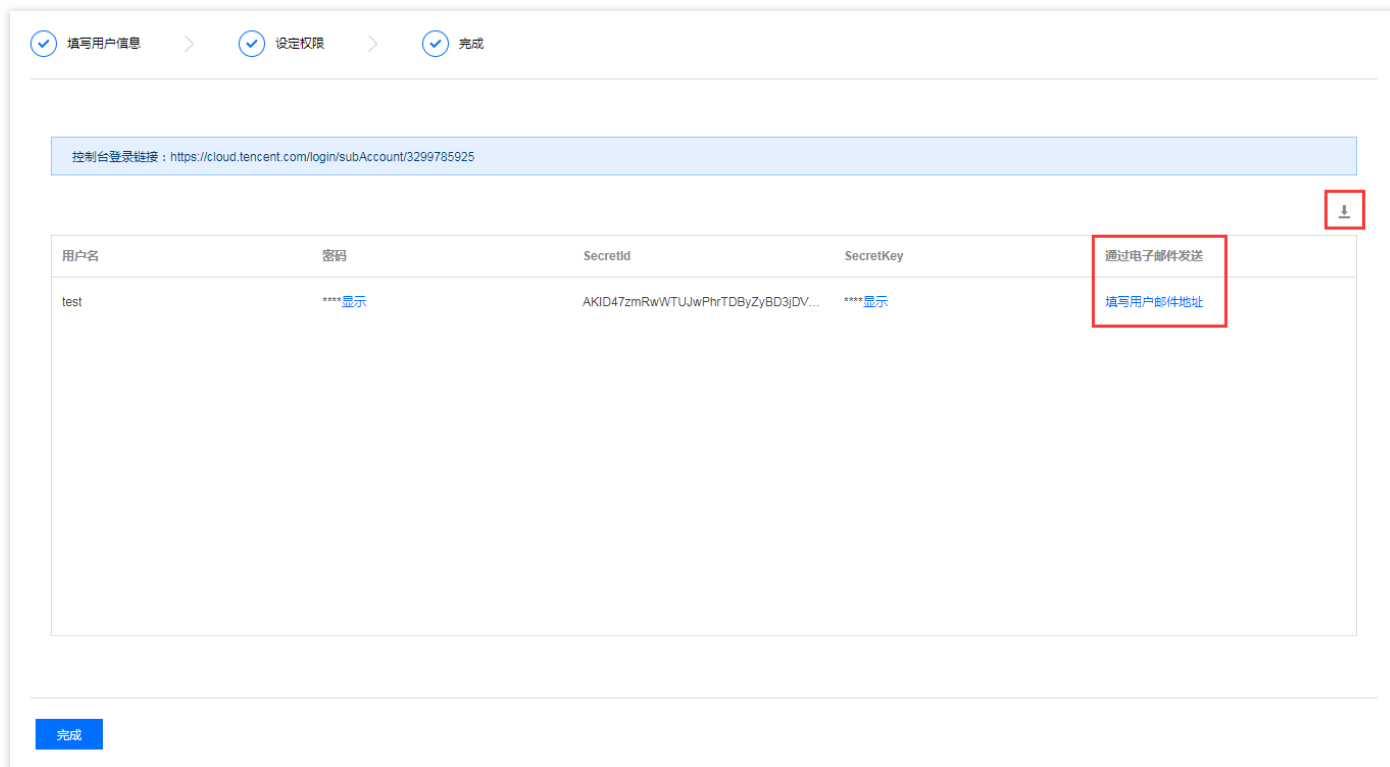 填写用户信息 设定权限 完成
控制台登录链接：https://cloud.tencent.com/login/subAccount/3299785925
用户名 密码 SecretId SecretKey 通过电子邮件发送
test ****显示 AKID47zmRwWTUJwPhrTDByZyBD3jDV... ****显示 填写用户邮件地址
完成